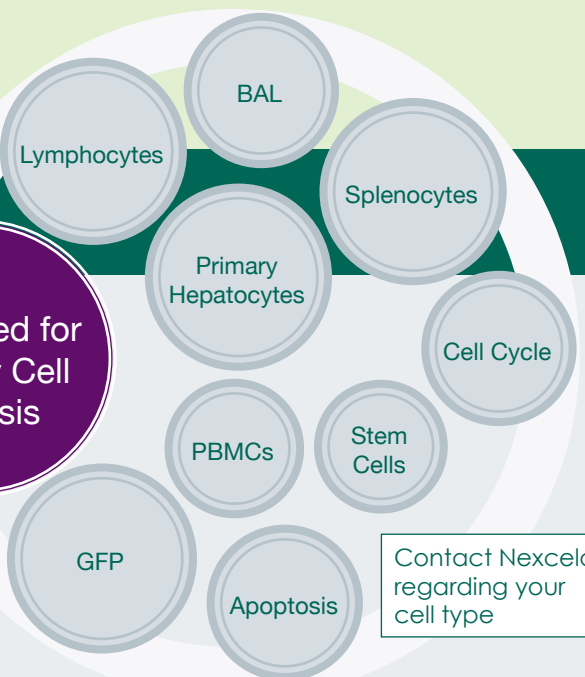 BAL
Lymphocytes
Splenocytes
Primary
Hepatocytes
ed for
Cell
sis
Cell Cycle
PBMCs
Stem
Cells
GFP
Apoptosis
Contact Nexcelo
regarding your
cell type